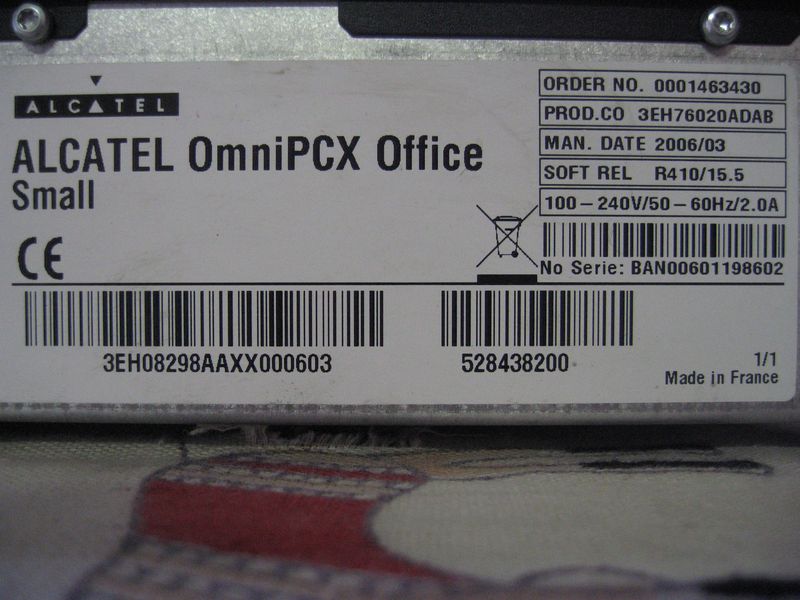 ALCATEL
ALCATEL OmniPCX Office
Small
ORDER NO. 0001463430
PROD.CO 3EH76020ADAB
MAN. DATE 2006/03
SOFT REL R410/15.5
100-240V/50-60Hz/2.0A
CE
No Serie: BAN00601198602
3EH08298AAXX000603
528438200
1/1
Made in France